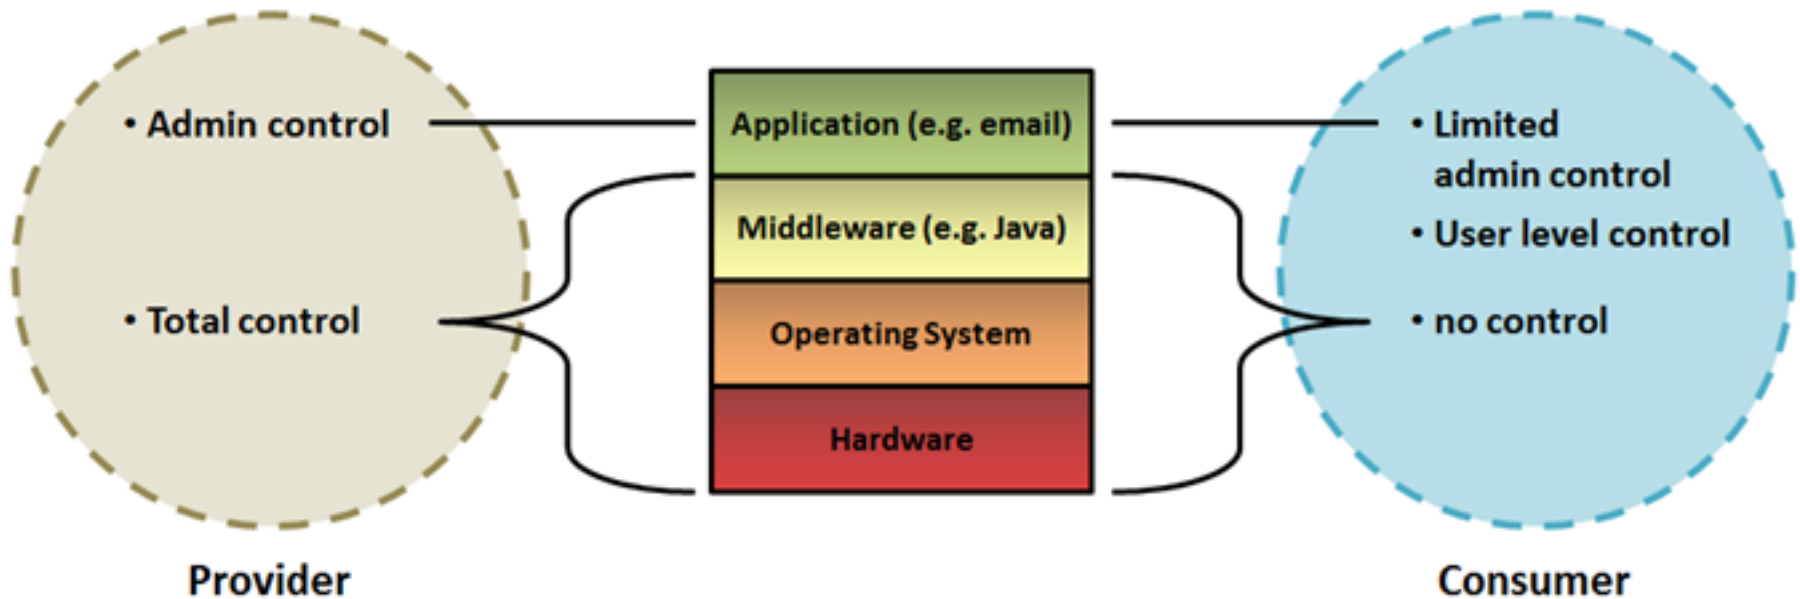 • Admin control
• Total control
Provider
Application (e.g. email)
Middleware (e.g. Java)
Operating System
Hardware
• Limited
admin control
• User level control
• no control
Consumer